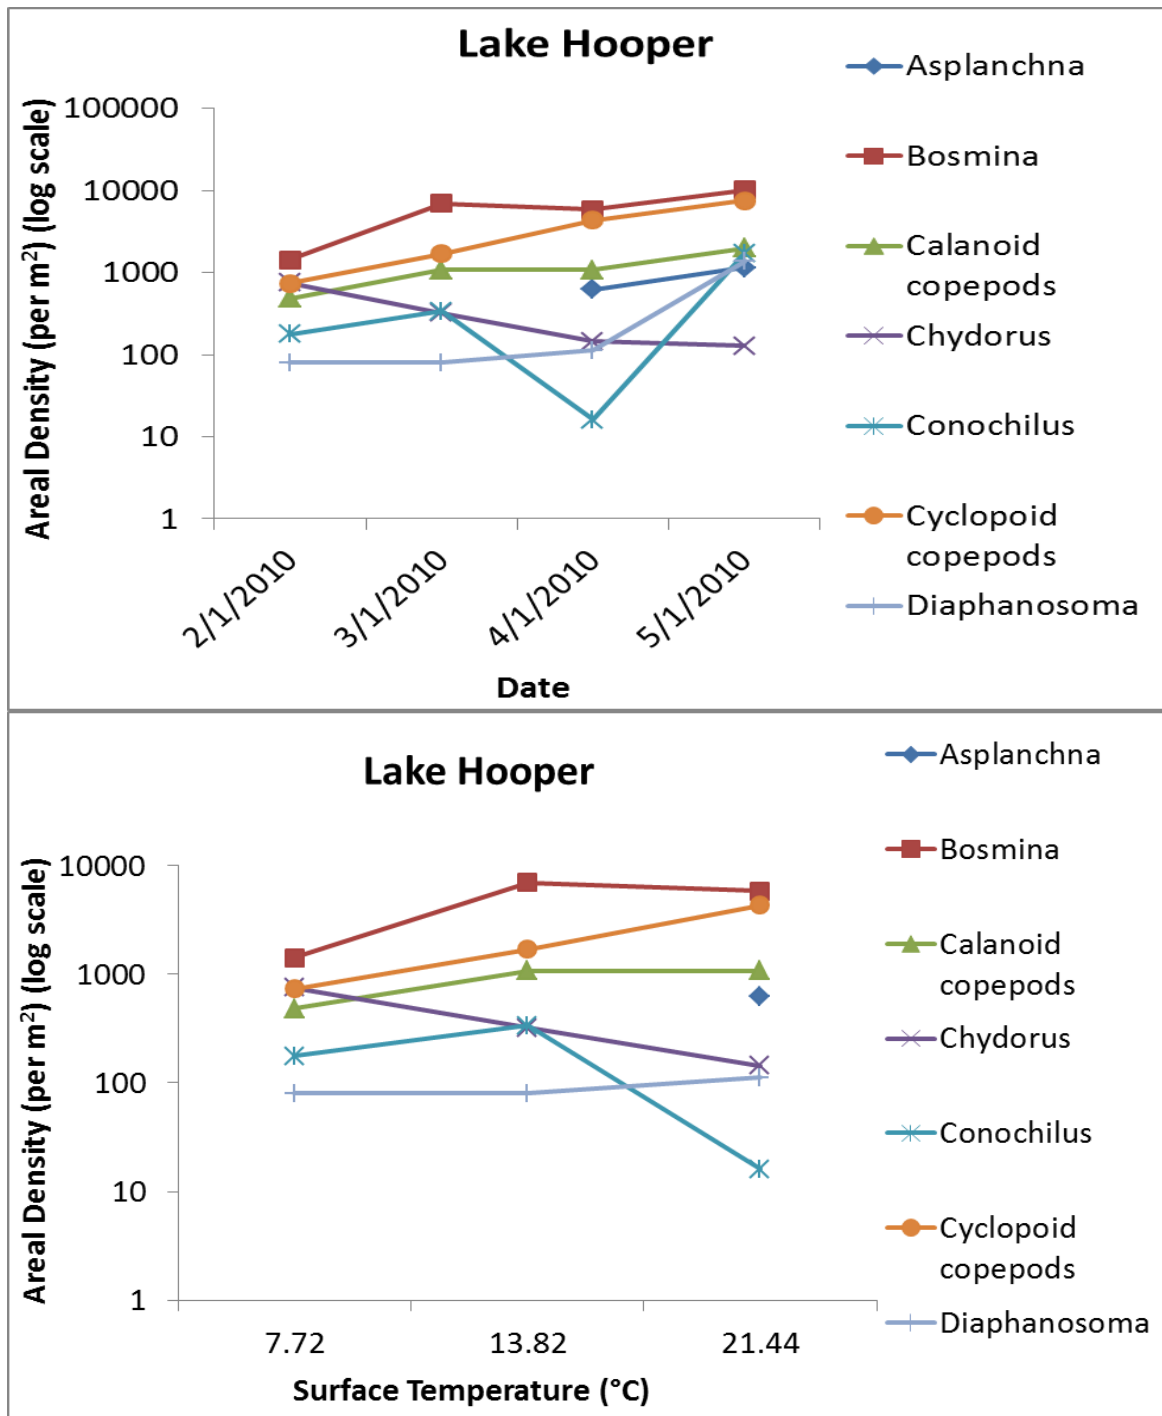 Lake Hooper
Areal Density (per m²) (log scale)
100000
10000
1000
100
10
1
2/1/2010
3/1/2010
4/1/2010
5/1/2010
Date
Asplanchna
Bosmina
Calanoid
copepods
Chydorus
Conochilus
Cyclopoid
copepods
Diaphanosoma
Lake Hooper
Areal Density (per m²) (log scale)
10000
1000
100
10
1
7.72
13.82
21.44
Surface Temperature (°C)
Asplanchna
Bosmina
Calanoid
copepods
Chydorus
Conochilus
Cyclopoid
copepods
Diaphanosoma